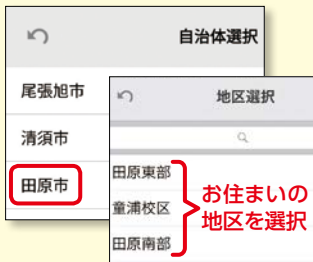 自治体選択
尾張旭市
清須市
田原市
地区選択
田原東部
童浦校区
田原南部
お住まいの
地区を選択